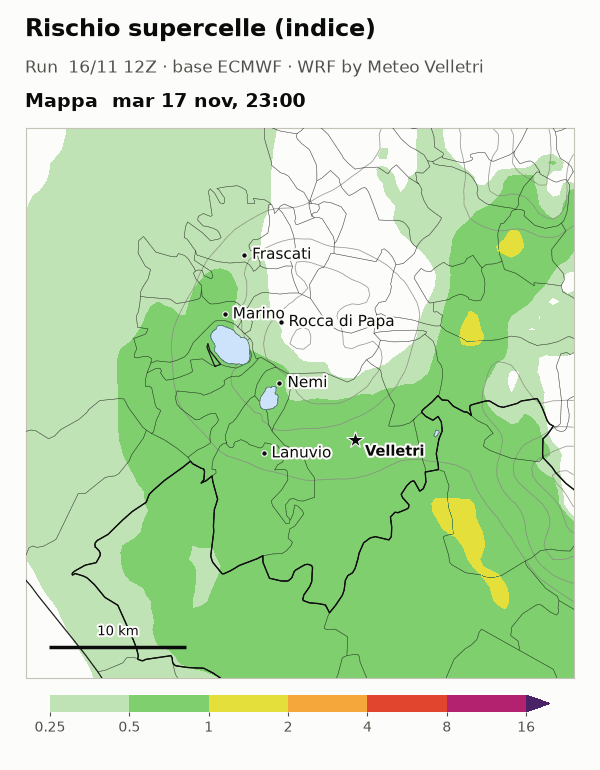 Rischio supercelle (indice)
Run  16/11 12Z · base ECMWF · WRF by Meteo Velletri
Mappa  mar 17 nov, 23:00
Frascati
Marino
Rocca di Papa
Nemi
Velletri
Lanuvio
10 km
0.25 0.5 1 2 4 8 16